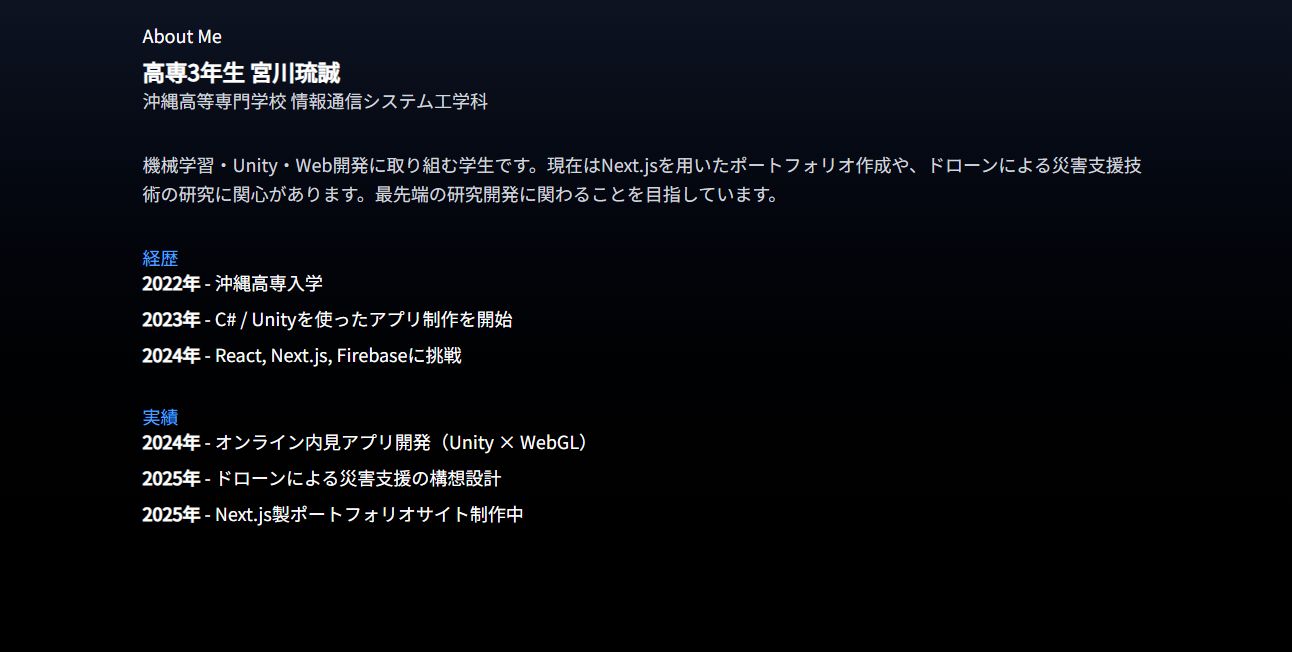 About Me
高専3年生 宮川琉誠
沖縄高等専門学校 情報通信システム工学科
機械学習・Unity・Web開発に取り組む学生です。現在はNext.jsを用いたポートフォリオ作成や、ドローンによる災害支援技
術の研究に関心があります。最先端の研究開発に関わることを目指しています。
経歴
2022年 - 沖縄高専入学
2023年 - C# / Unityを使ったアプリ制作を開始
2024年 - React, Next.js, Firebaseに挑戦
実績
2024年 - オンライン内見アプリ開発（Unity × WebGL）
2025年 - ドローンによる災害支援の構想設計
2025年 - Next.js製ポートフォリオサイト制作中